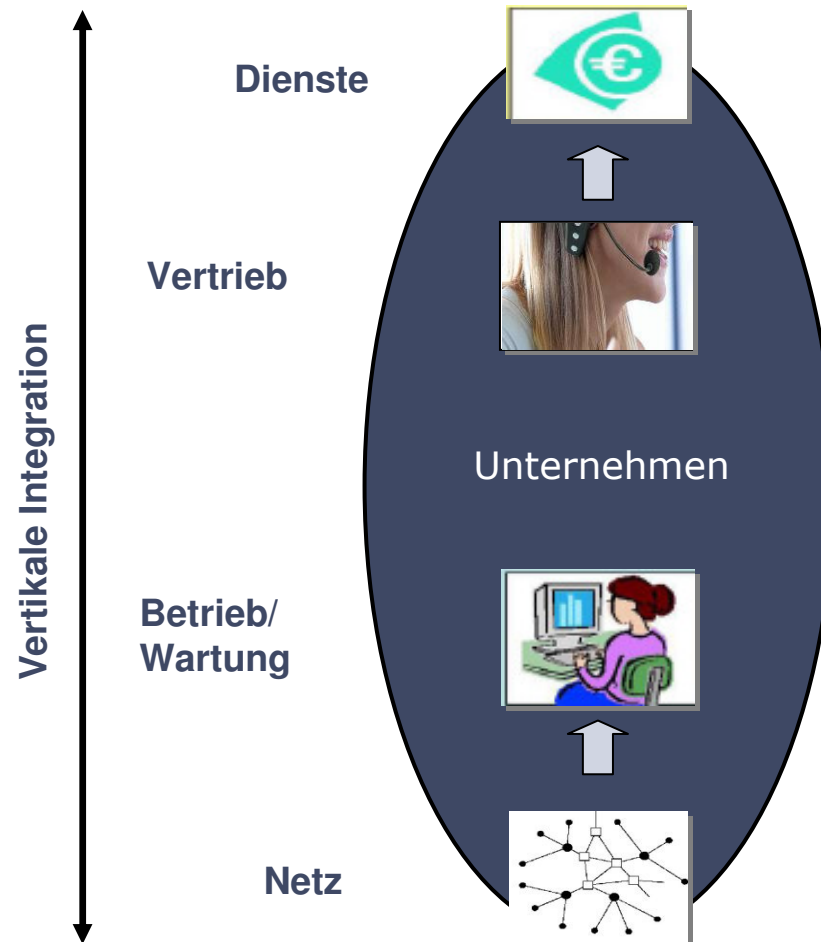 Dienste
Vertrieb
Vertikale Integration
Unternehmen
Betrieb/
Wartung
Netz